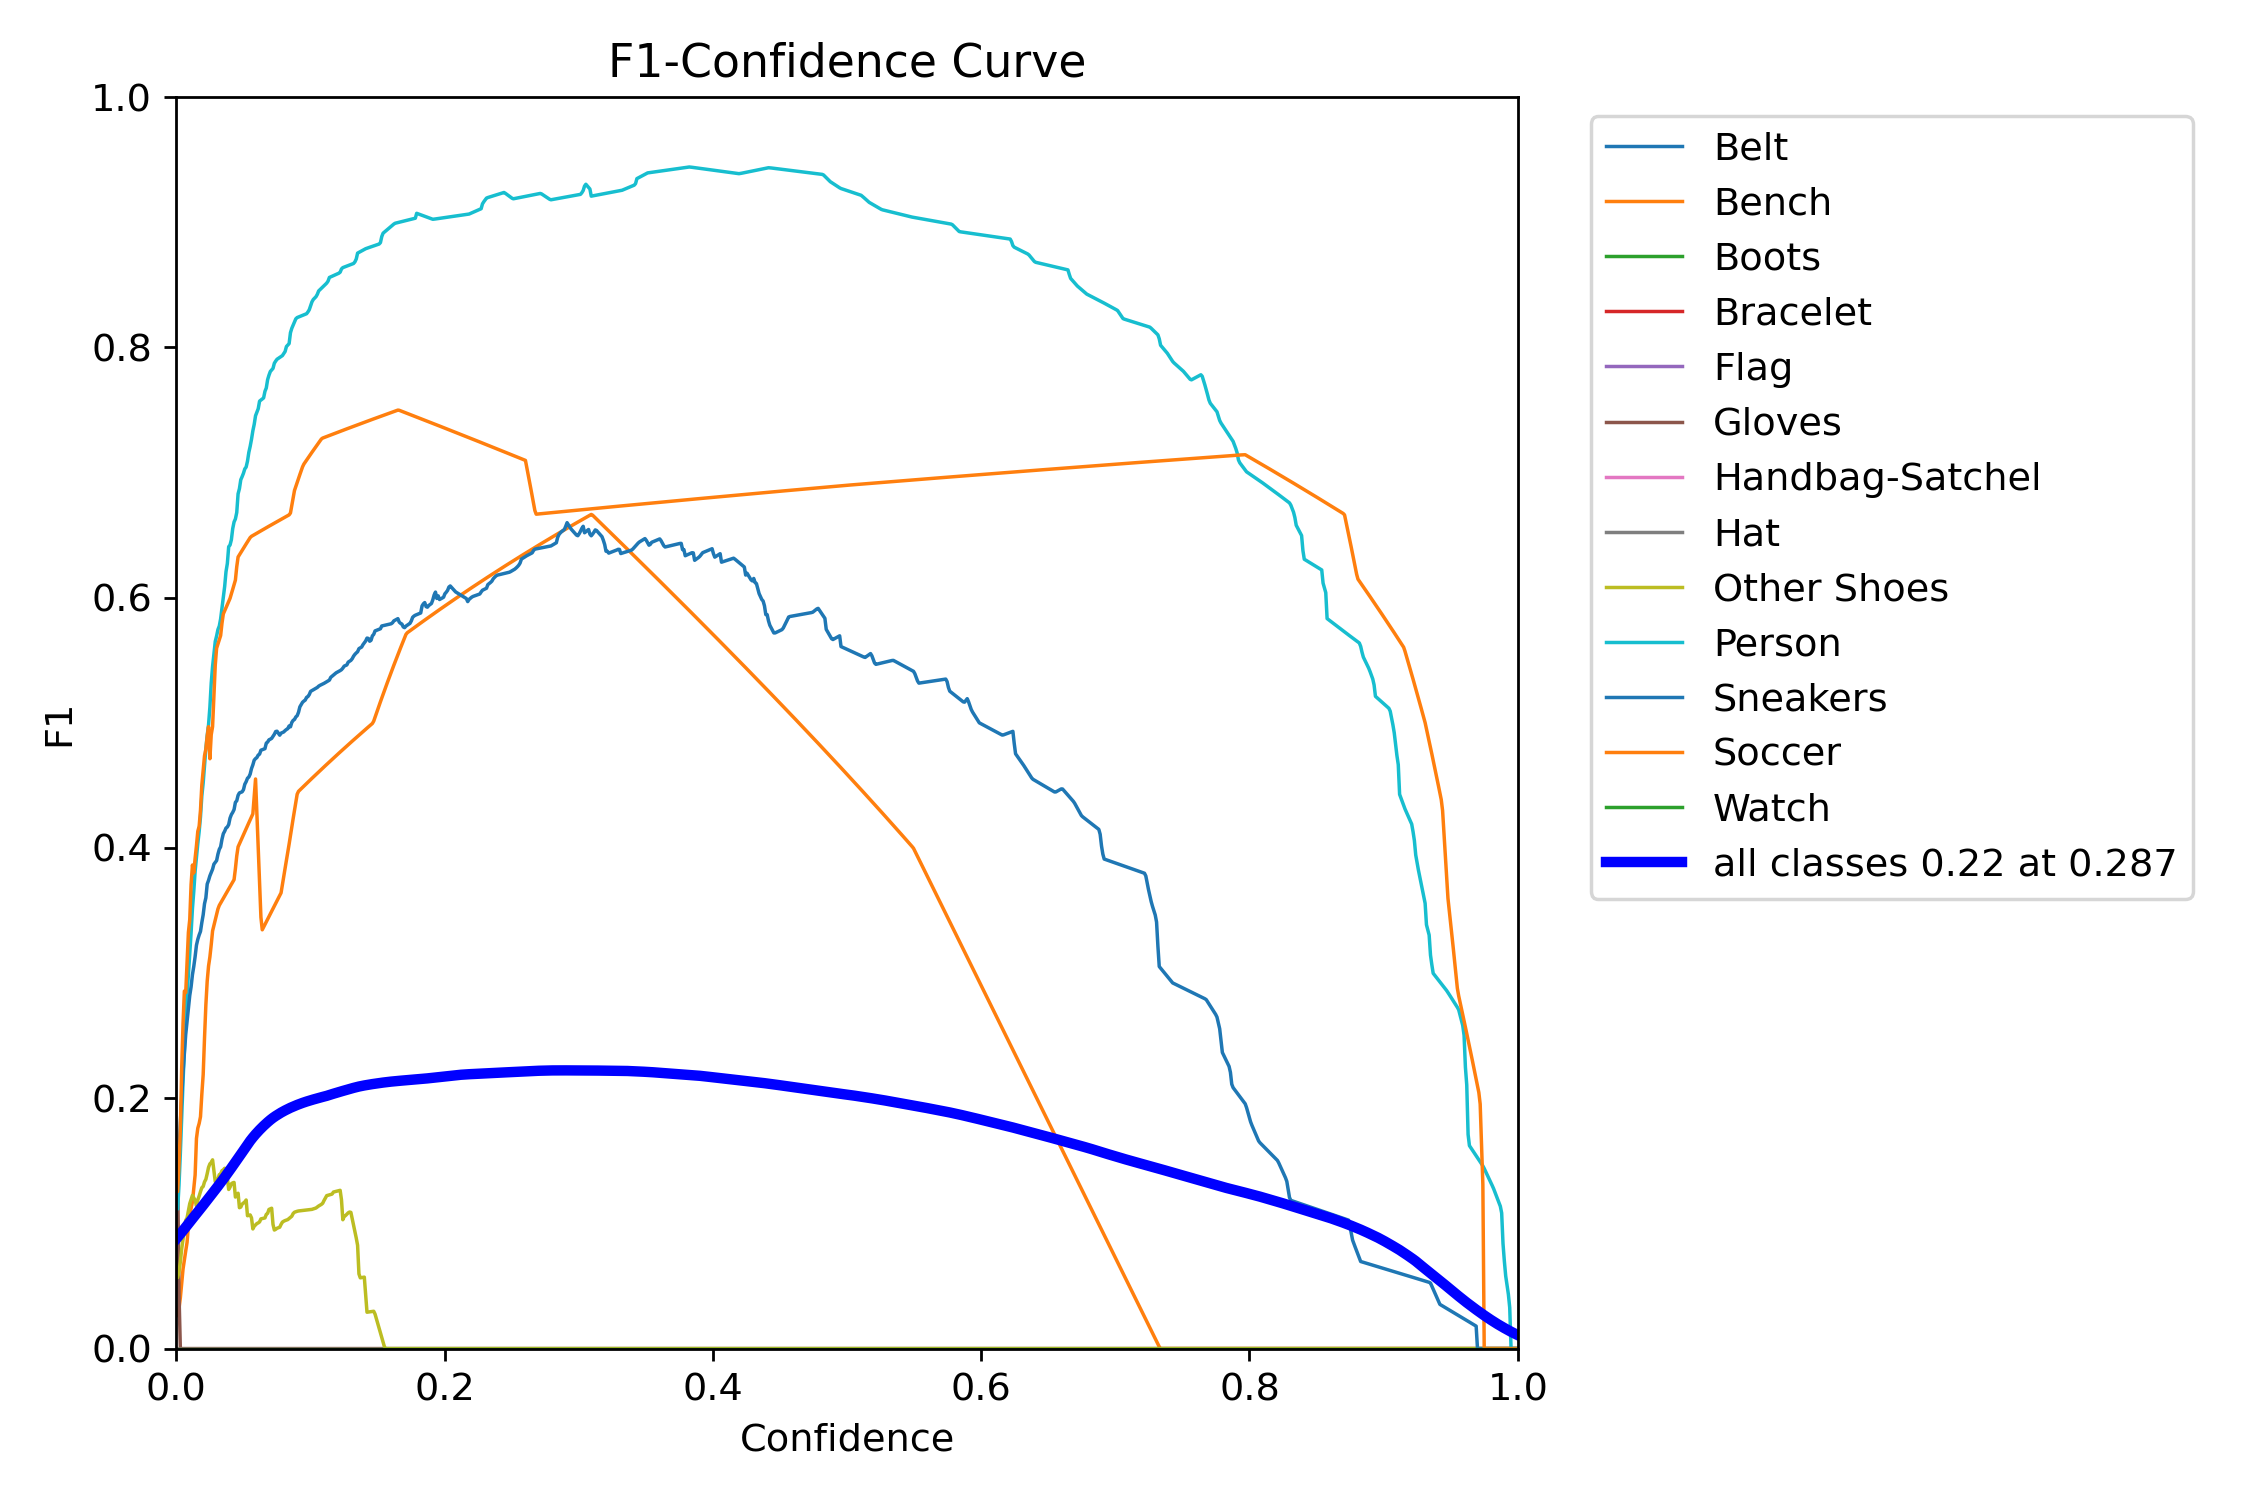 F1-Confidence Curve
1.0
0.8
0.6
0.4
0.2
0.0
F1
0.0 0.2 0.4 0.6 0.8 1.0
Confidence
Belt
Bench
Boots
Bracelet
Flag
Gloves
Handbag-Satchel
Hat
Other Shoes
Person
Sneakers
Soccer
Watch
all classes 0.22 at 0.287